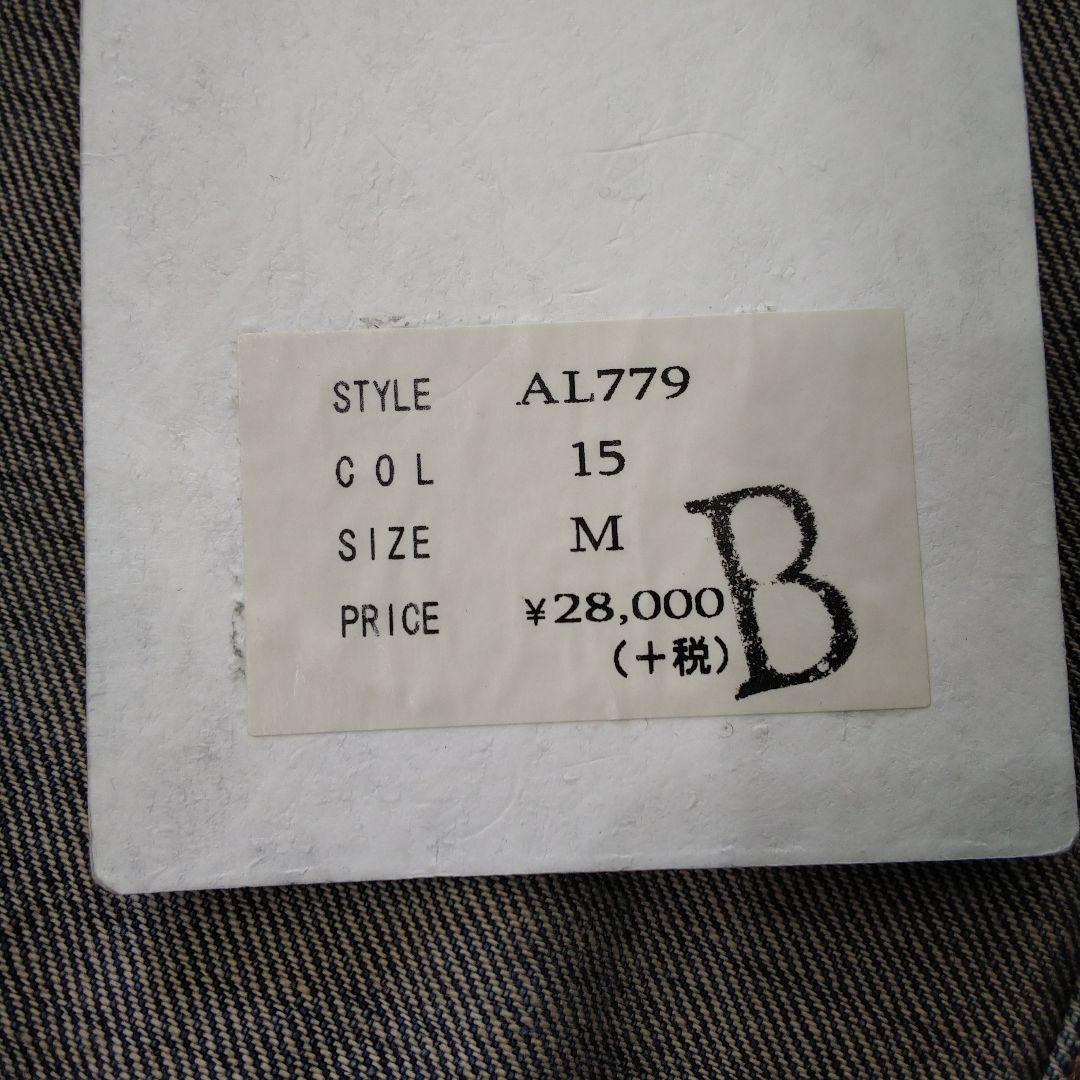 STYLE AL779
COL 15
SIZE M
PRICE ¥28,000
(+税)
B